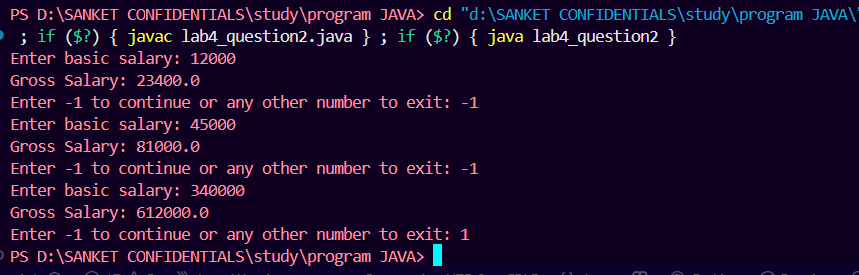 PS D:\SANKET CONFIDENTIALS\study\program JAVA> cd "d:\SANKET CONFIDENTIALS\study\program JAVA\"
 ; if ($?) { javac lab4_question2.java } ; if ($?) { java lab4_question2 }
Enter basic salary: 12000
Gross Salary: 23400.0
Enter -1 to continue or any other number to exit: -1
Enter basic salary: 45000
Gross Salary: 81000.0
Enter -1 to continue or any other number to exit: -1
Enter basic salary: 340000
Gross Salary: 612000.0
Enter -1 to continue or any other number to exit: 1
PS D:\SANKET CONFIDENTIALS\study\program JAVA>